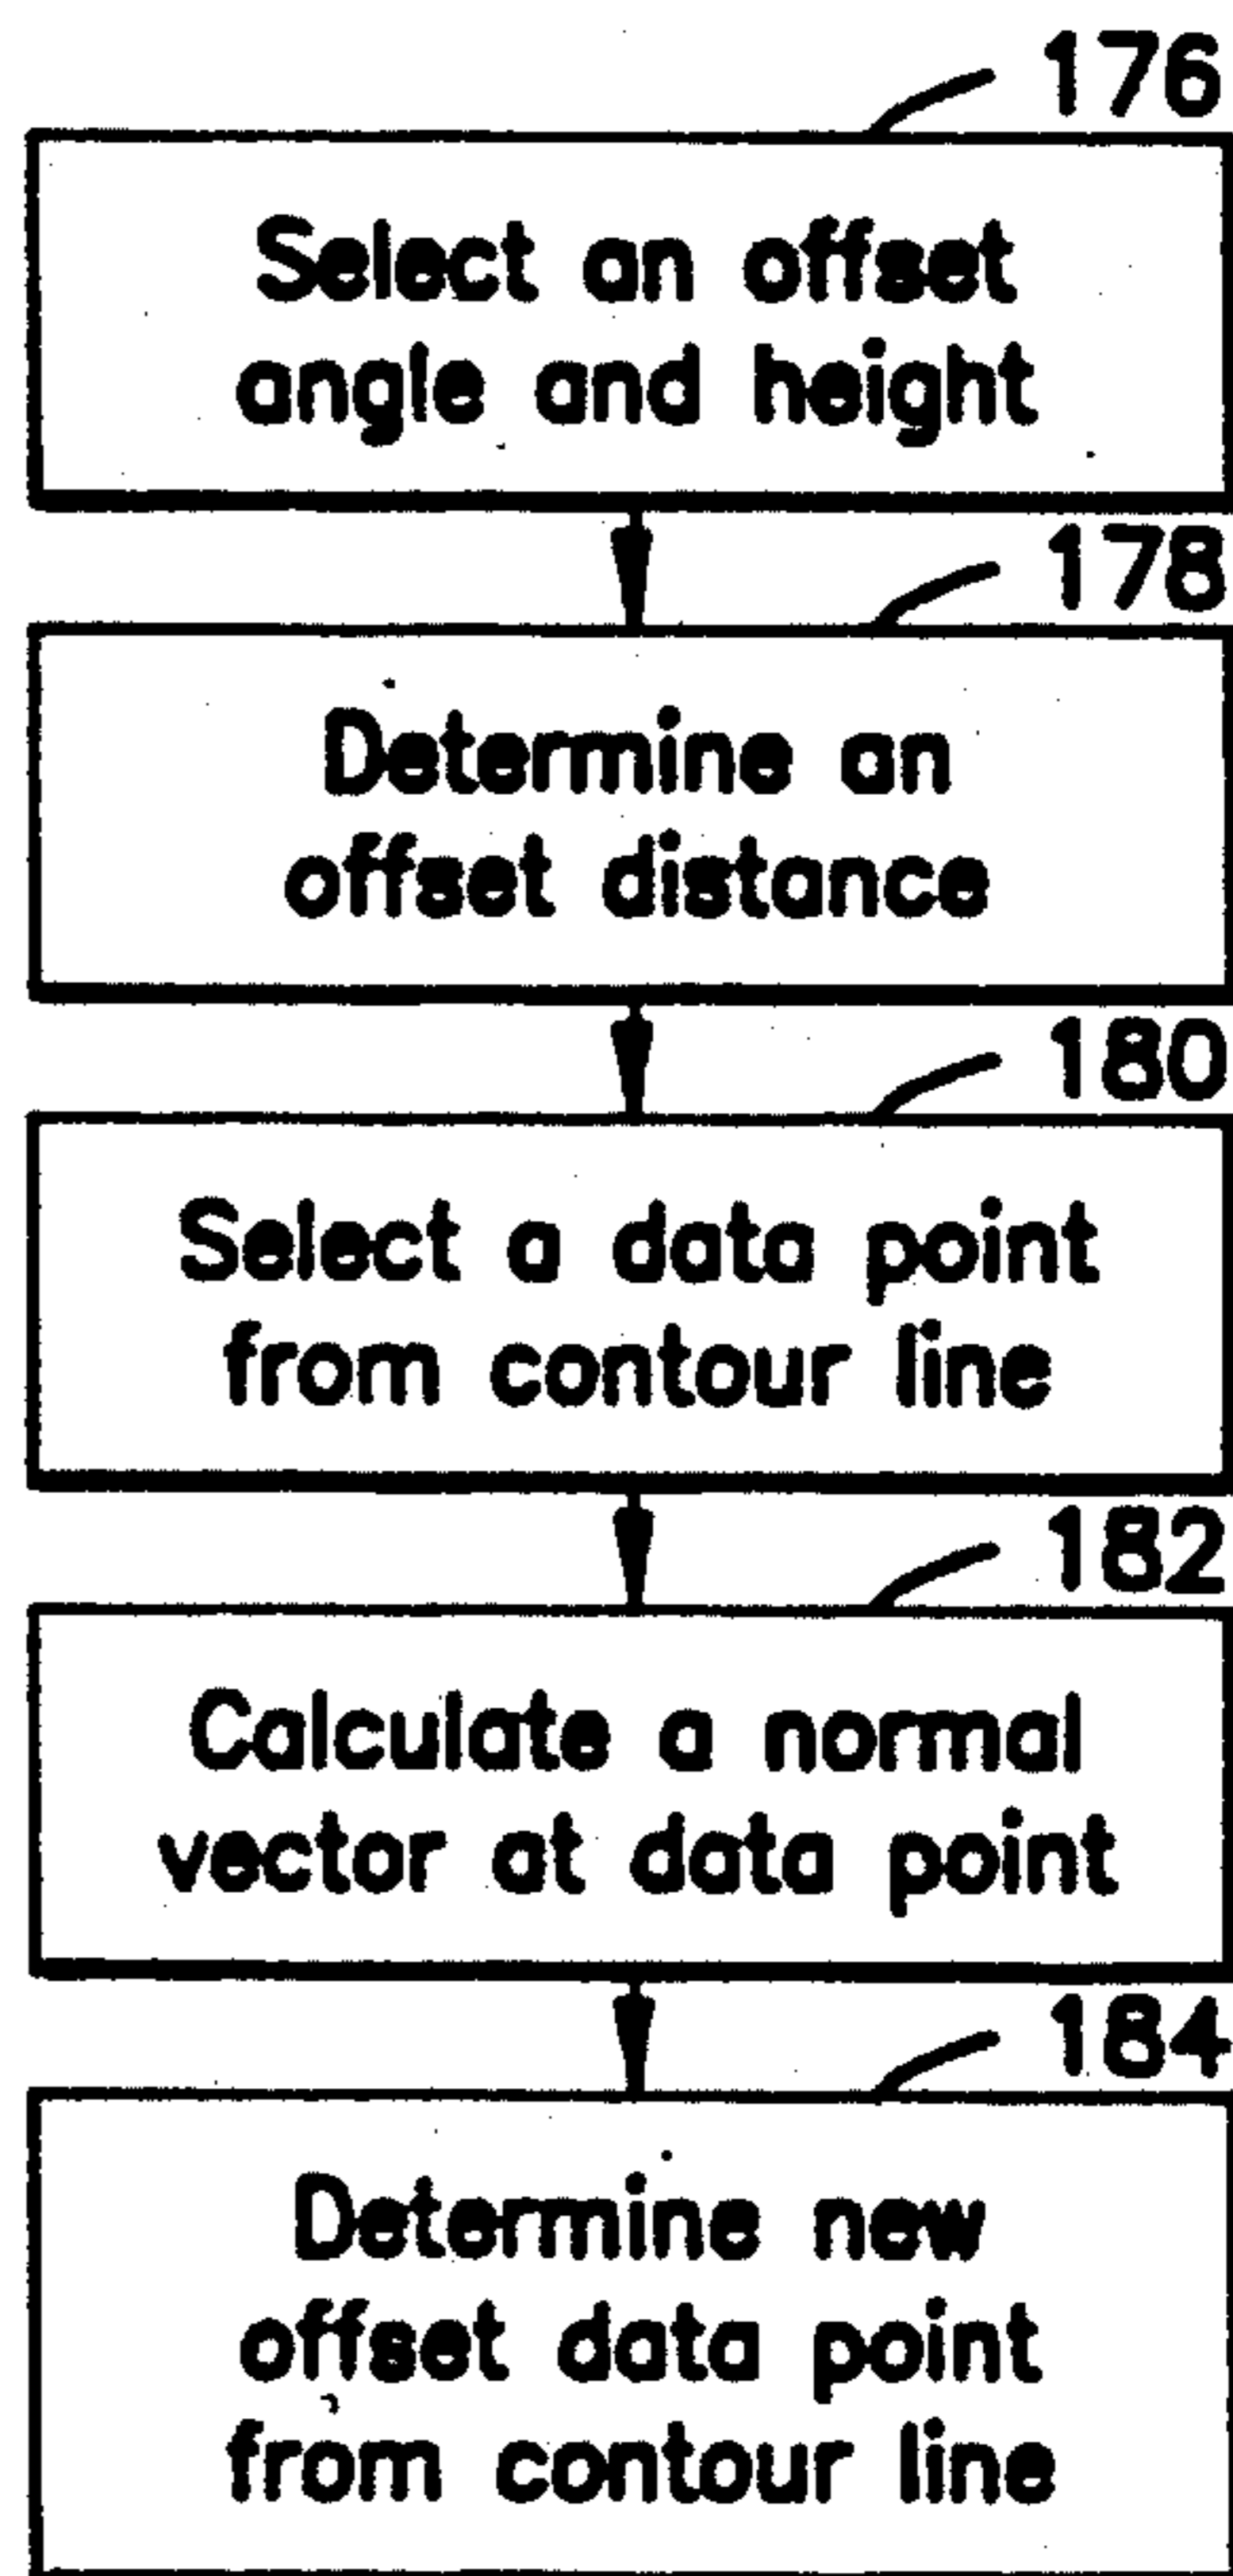 176
Select an offset
angle and height
178
Determine an
offset distance
180
Select a data point
from contour line
182
Calculate a normal
vector at data point
184
Determine new
offset data point
from contour line